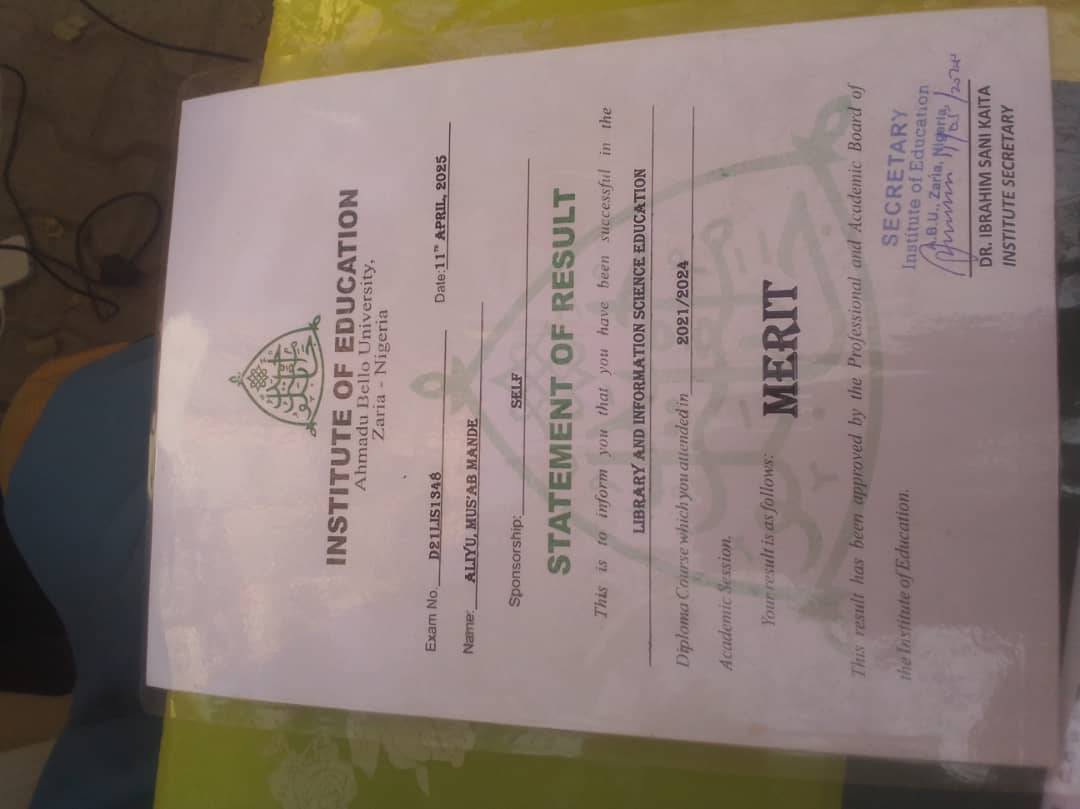 INSTITUTE OF EDUCATION
Ahmadu Bello University,
Zaria - Nigeria
Exam No. D21LIS1348 Date: 11TH APRIL, 2025
Name: ALIYU, MUS'AB MANDE
Sponsorship: SELF
STATEMENT OF RESULT
This is to inform you that you have been successful in the
LIBRARY AND INFORMATION SCIENCE EDUCATION
Diploma Course which you attended in 2021/2024
Academic Session.
Your result is as follows:
MERIT
This result has been approved by the Professional and Academic Board of
the Institute of Education.
SECRETARY
Institute of Education
A.B.U., Zaria, Nigeria
DR. IBRAHIM SANI KAITA
INSTITUTE SECRETARY